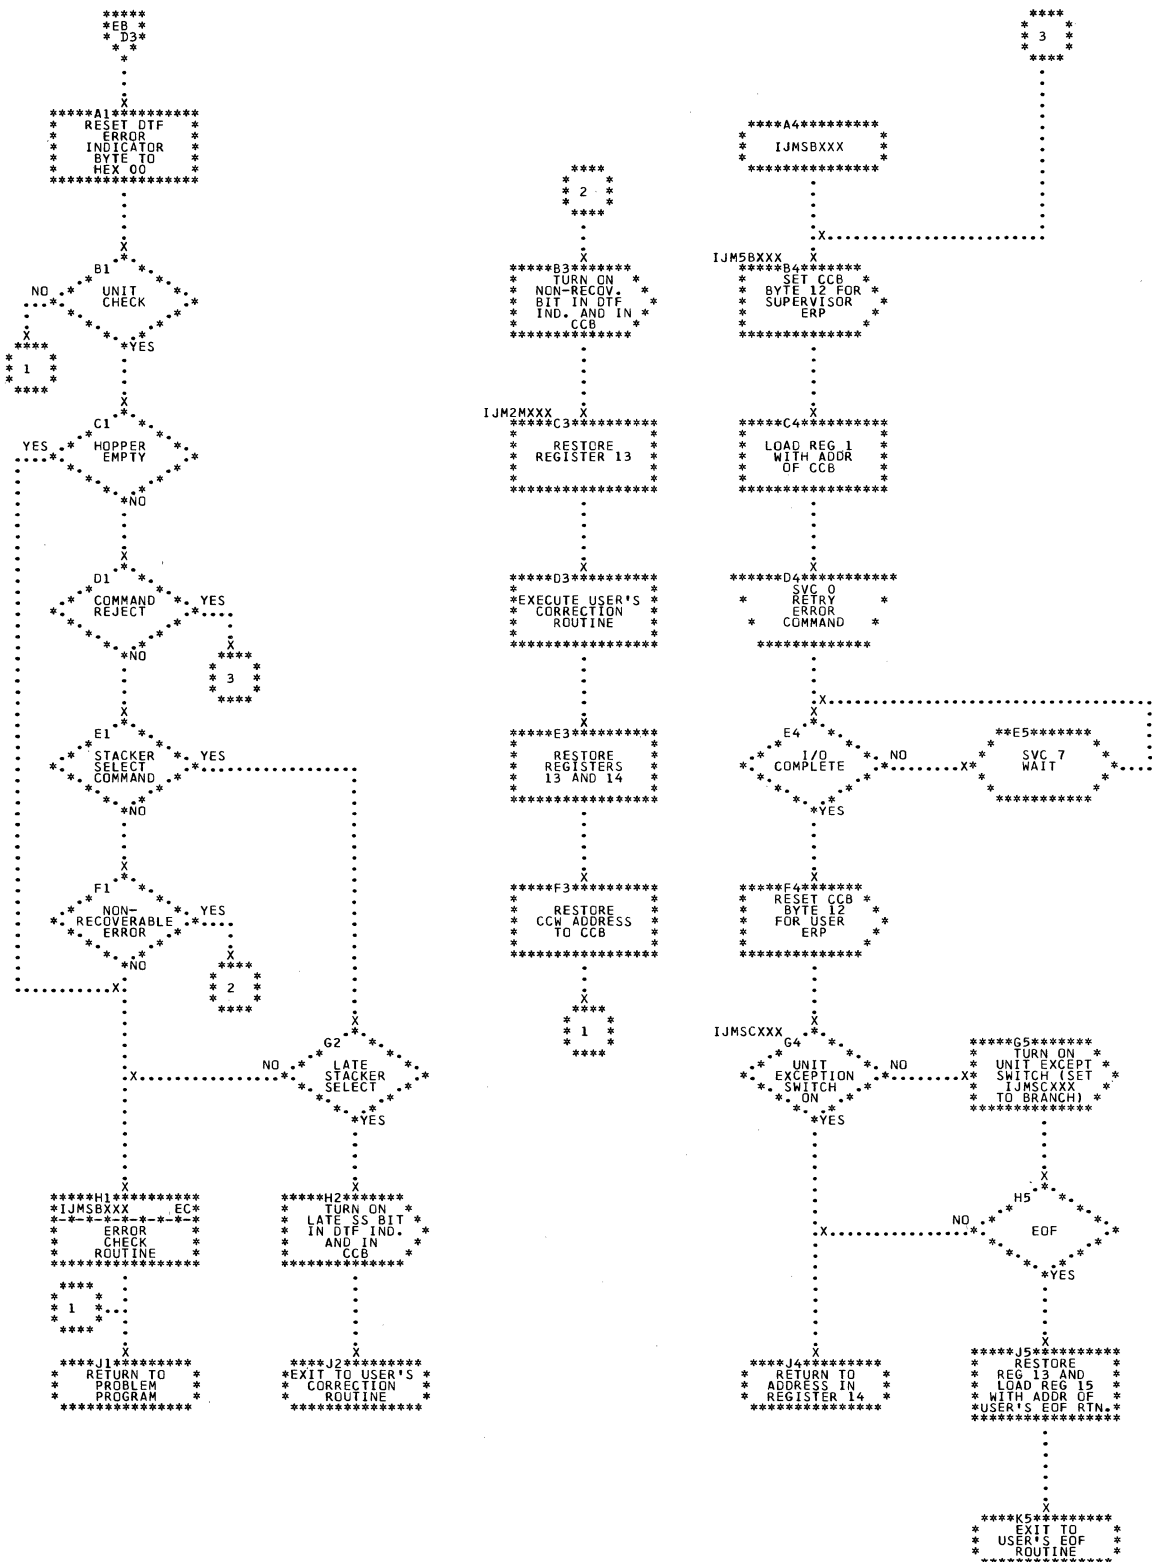 EB
D3
A1
RESET DTF
ERROR
INDICATOR
BYTE TO
HEX 00
B1
UNIT
CHECK
NO
YES
1
C1
HOPPER
EMPTY
YES
NO
D1
COMMAND
REJECT
YES
NO
3
E1
STACKER
SELECT
COMMAND
YES
NO
F1
NON-
RECOVERABLE
ERROR
YES
NO
2
G2
LATE
STACKER
SELECT
NO
YES
H1
IJMSBXXX EC
ERROR
CHECK
ROUTINE
1
J1
RETURN TO
PROBLEM
PROGRAM
H2
TURN ON
LATE SS BIT
IN DTF IND.
AND IN
CCB
J2
EXIT TO USER'S
CORRECTION
ROUTINE
2
B3
TURN ON
NON-RECOV.
BIT IN DTF
IND. AND IN
CCB
IJM2MXXX
C3
RESTORE
REGISTER 13
D3
EXECUTE USER'S
CORRECTION
ROUTINE
E3
RESTORE
REGISTERS
13 AND 14
F3
RESTORE
CCW ADDRESS
TO CCB
1
3
A4
IJMSBXXX
IJM5BXXX
B4
SET CCB
BYTE 12 FOR
SUPERVISOR
ERP
C4
LOAD REG 1
WITH ADDR
OF CCB
D4
SVC 0
RETRY
ERROR
COMMAND
E4
I/O
COMPLETE
NO
YES
E5
SVC 7
WAIT
F4
RESET CCB
BYTE 12
FOR USER
ERP
IJMSCXXX
G4
UNIT
EXCEPTION
SWITCH
ON
NO
YES
G5
TURN ON
UNIT EXCEPT
SWITCH (SET
IJMSCXXX
TO BRANCH)
H5
EOF
NO
YES
J4
RETURN TO
ADDRESS IN
REGISTER 14
J5
RESTORE
REG 13 AND
LOAD REG 15
WITH ADDR OF
USER'S EOF RTN.
K5
EXIT TO
USER'S EOF
ROUTINE